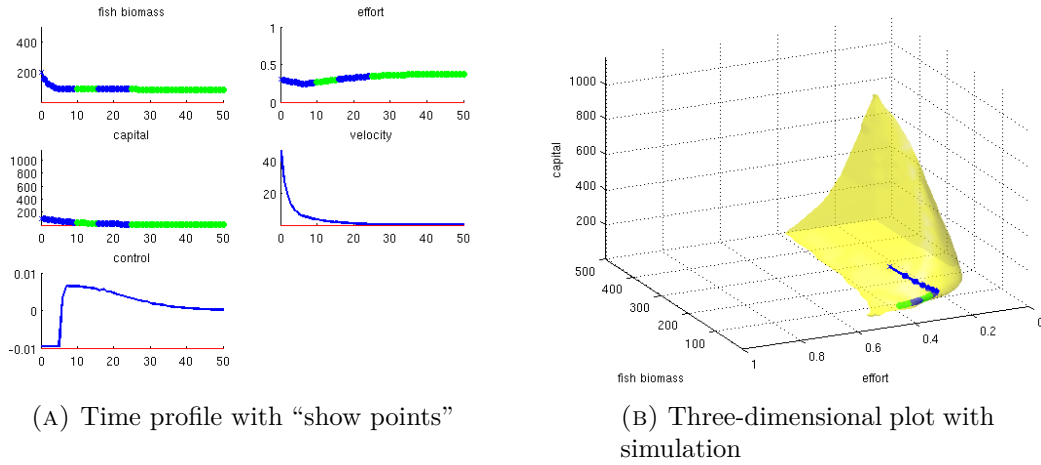 fish biomass
400
200
0 10 20 30 40 50
effort
1
0.5
0
0 10 20 30 40 50
capital
1000
800
600
400
200
0 10 20 30 40 50
velocity
40
20
0 10 20 30 40 50
control
0.01
0
-0.01
0 10 20 30 40 50
(A) Time profile with “show points”
capital
1000
800
600
400
200
500
400
300
200
100
fish biomass
1
0.8
0.6
0.4
0.2
0
effort
(B) Three-dimensional plot with
simulation